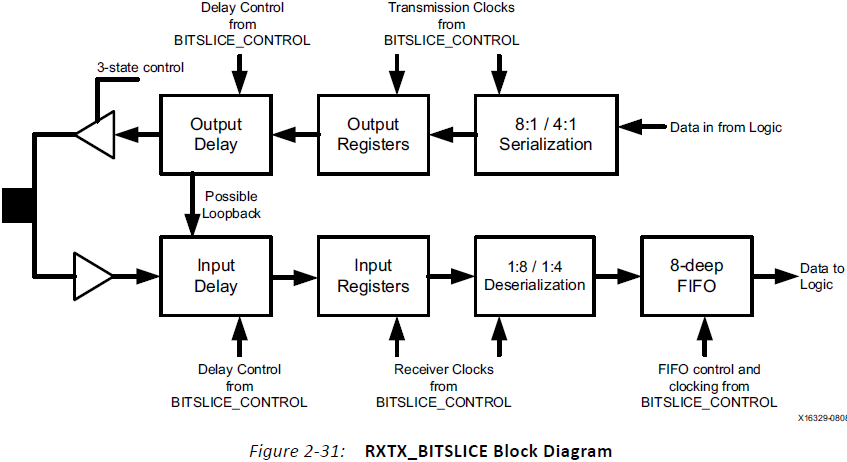 Delay Control
from
BITSLICE_CONTROL
Transmission Clocks
from
BITSLICE_CONTROL
3-state control
Output
Delay
Output
Registers
8:1 / 4:1
Serialization
Data in from Logic
Possible
Loopback
Input
Delay
Input
Registers
1:8 / 1:4
Deserialization
8-deep
FIFO
Data to
Logic
Delay Control
from
BITSLICE_CONTROL
Receiver Clocks
from
BITSLICE_CONTROL
FIFO control and
clocking from
BITSLICE_CONTROL
X16329-0808
Figure 2-31: RXTX_BITSLICE Block Diagram